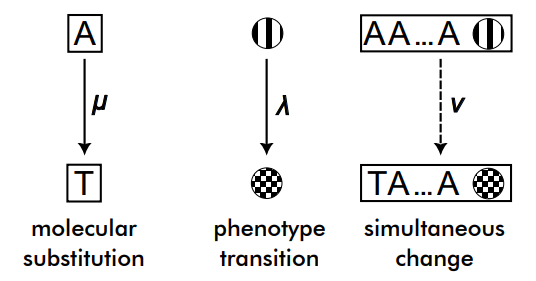 A
AA...A
μ
λ
ν
T
TA...A
molecular
substitution
phenotype
transition
simultaneous
change